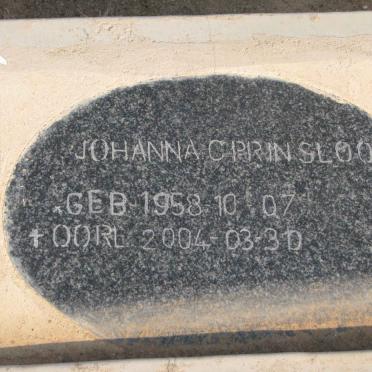 JOHANNA C PRINSLOO
*GEB 1958-10-07
✝OORL 2004-03-30